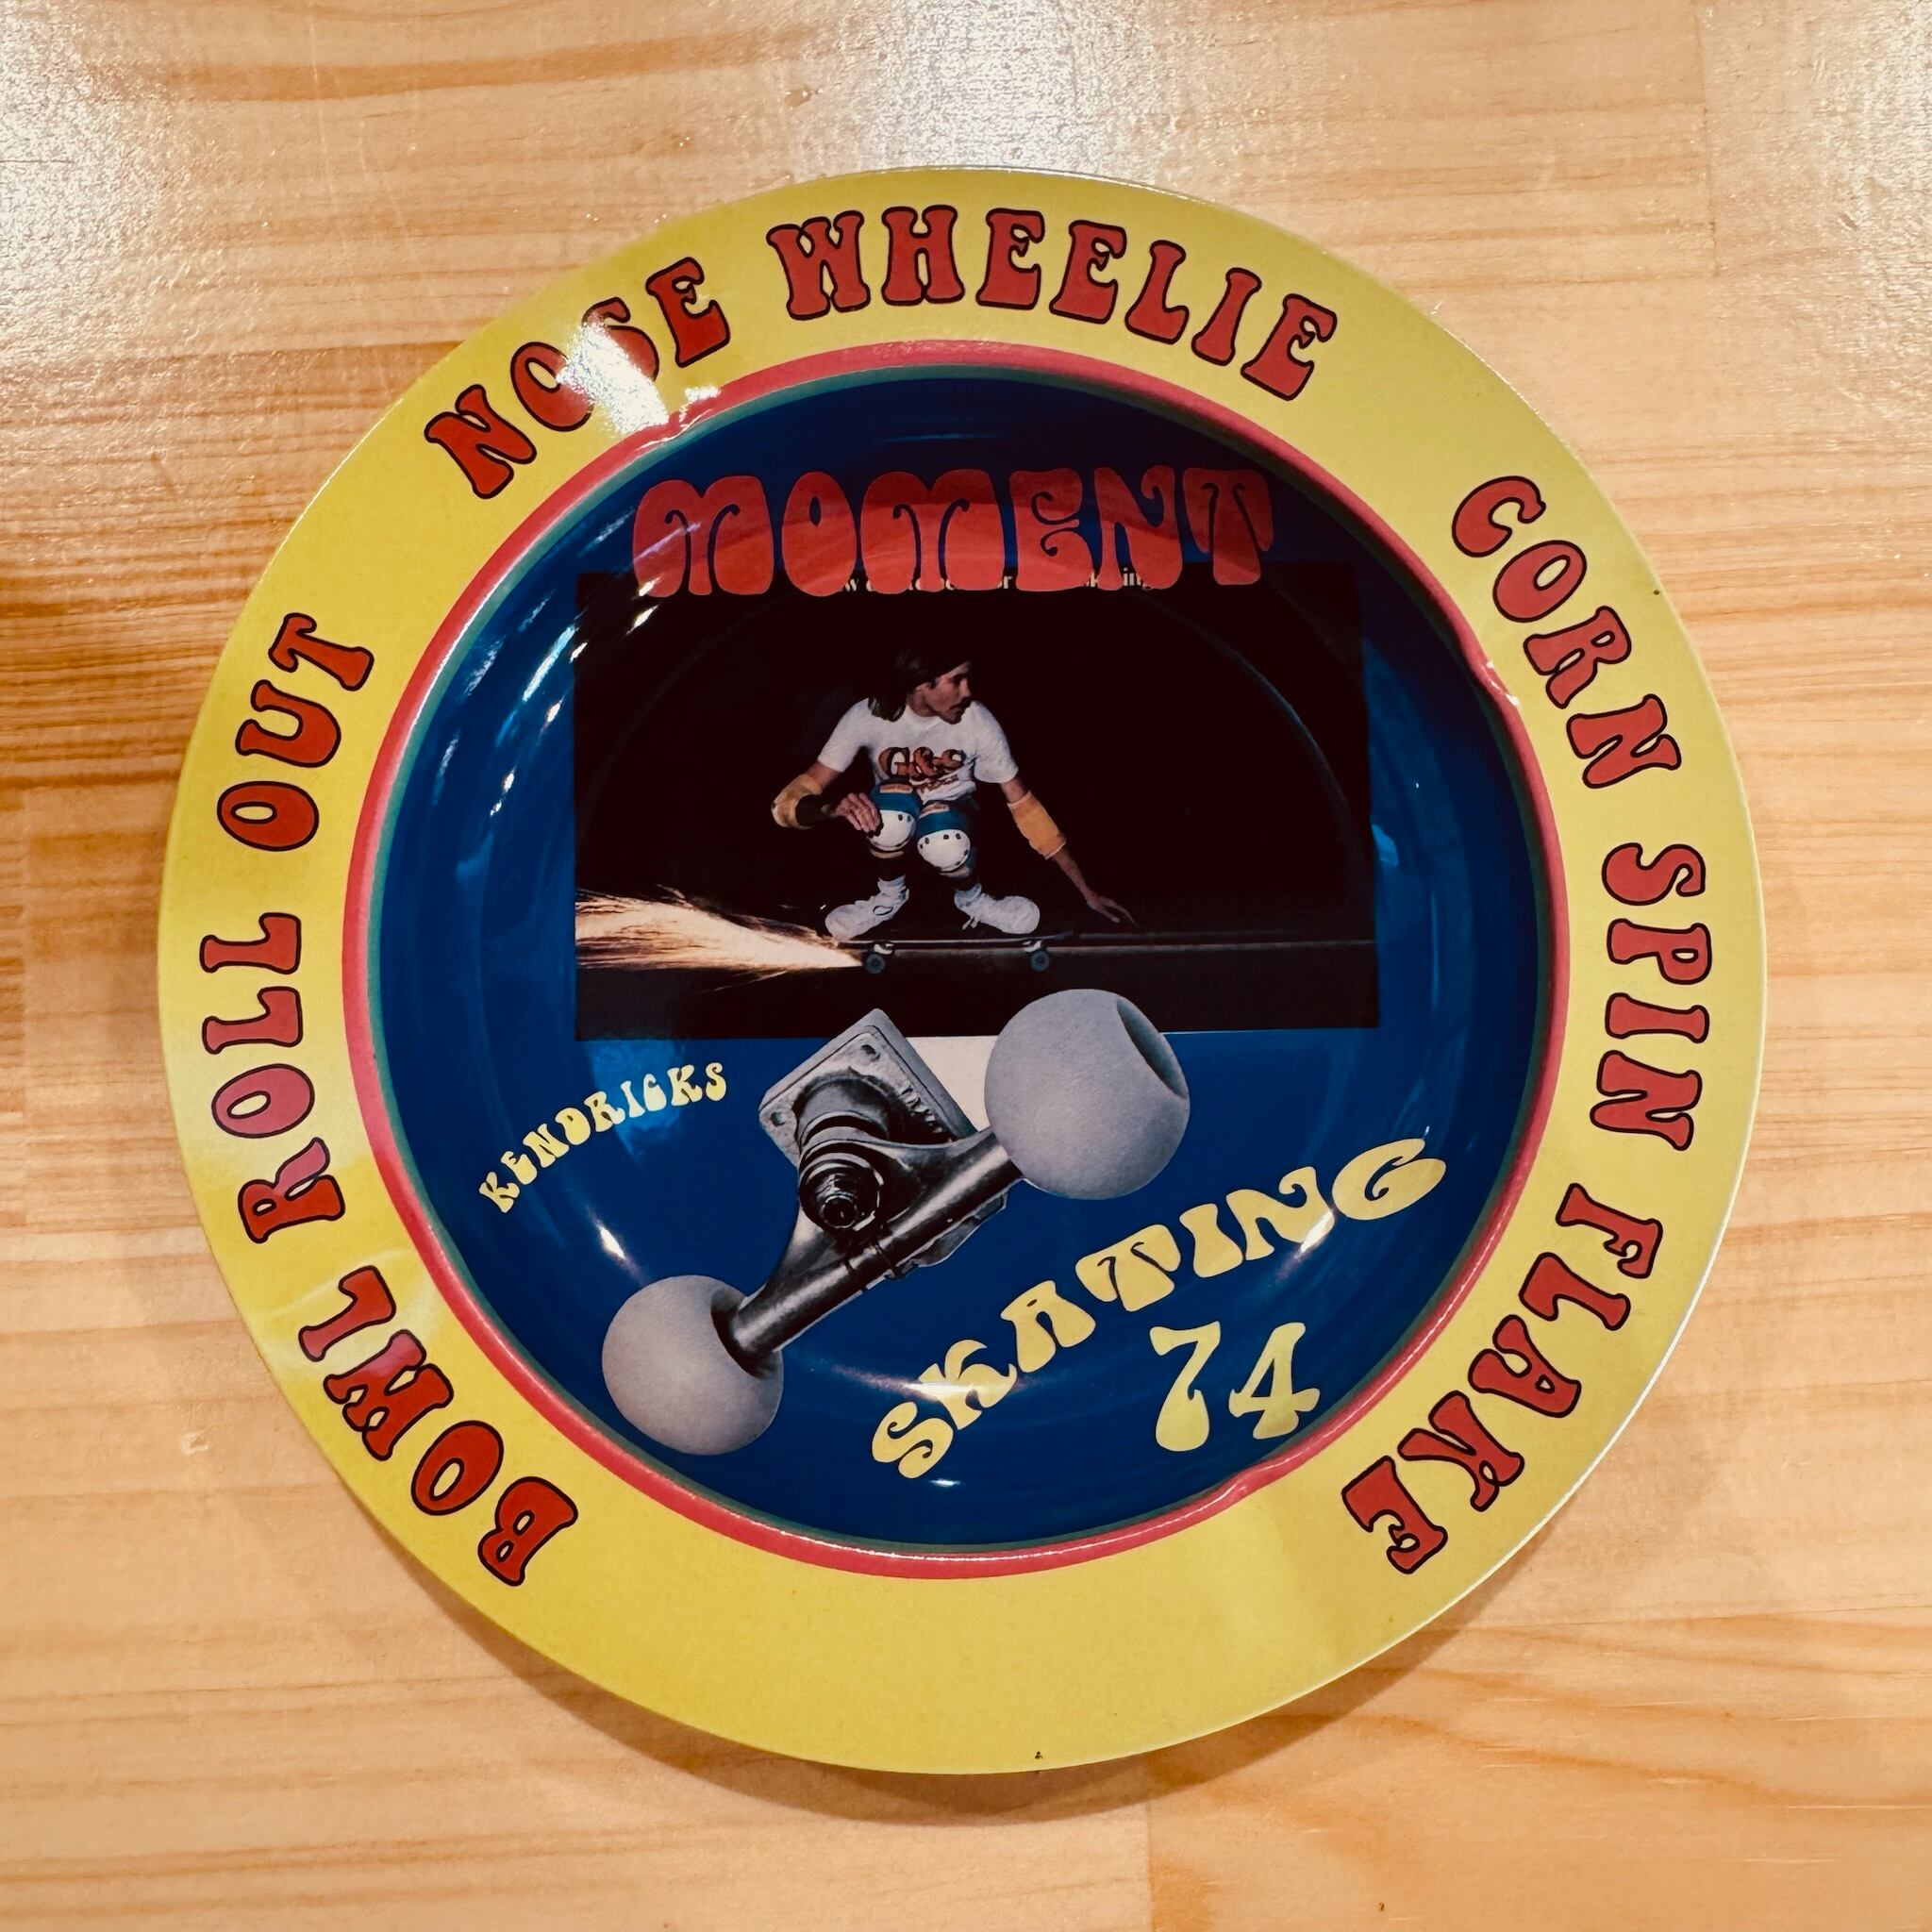 BOWL ROLL OUT
NOSE WHEELIE
CORN SPIN FLAKE
MOMENT
G&S
KENDRICKS
SKATING
74